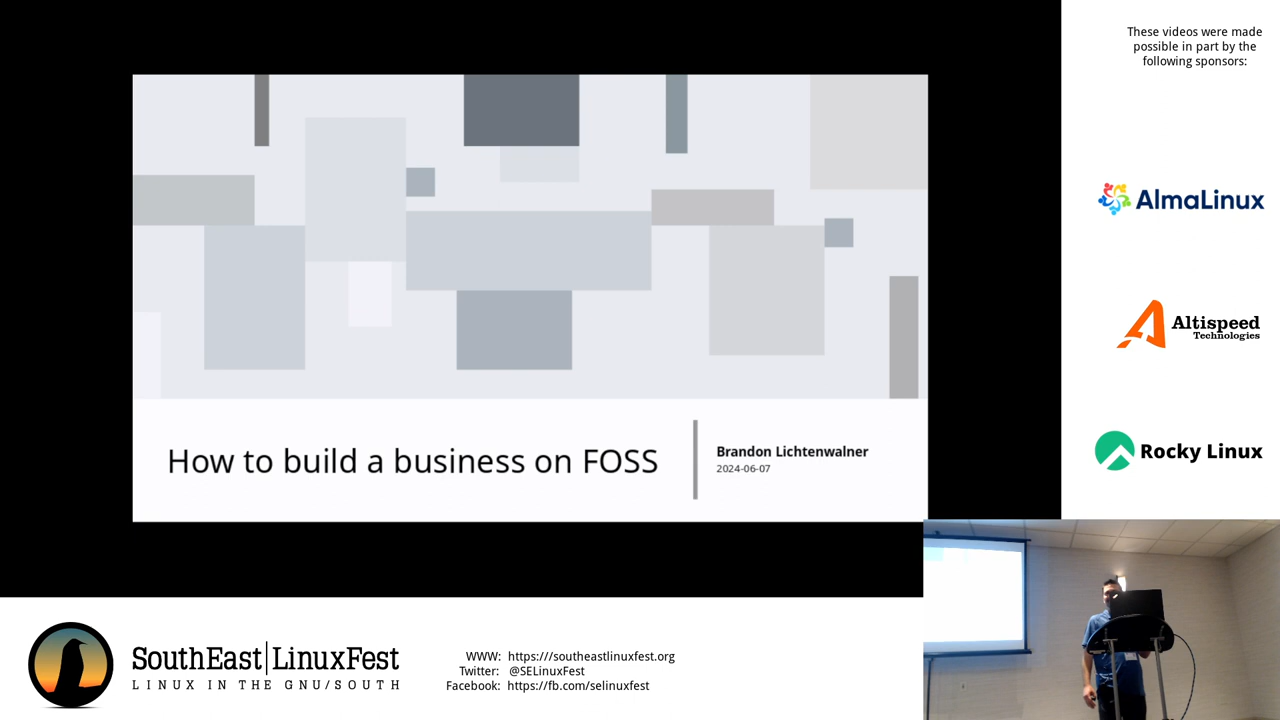 These videos were made
possible in part by the
following sponsors:
AlmaLinux
Altispeed
Technologies
Rocky Linux
How to build a business on FOSS
Brandon Lichtenwalner
2024-06-07
SouthEast|LinuxFest
LINUX IN THE GNU/SOUTH
WWW: https:///southeastlinuxfest.org
Twitter: @SELinuxFest
Facebook: https://fb.com/selinuxfest